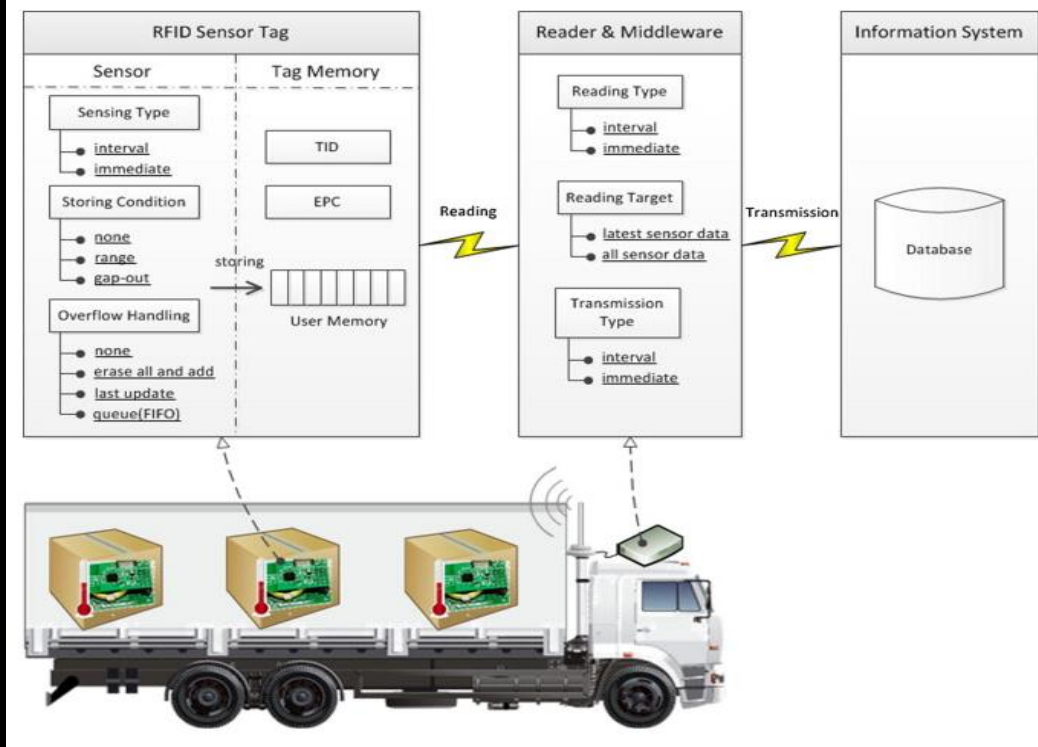 RFID Sensor Tag
Sensor
Tag Memory
Sensing Type
interval
immediate
Storing Condition
none
range
gap-out
Overflow Handling
none
erase all and add
last update
queue(FIFO)
storing
TID
EPC
User Memory
Reading
Reader & Middleware
Reading Type
interval
immediate
Reading Target
latest sensor data
all sensor data
Transmission
Type
interval
immediate
Transmission
Information System
Database